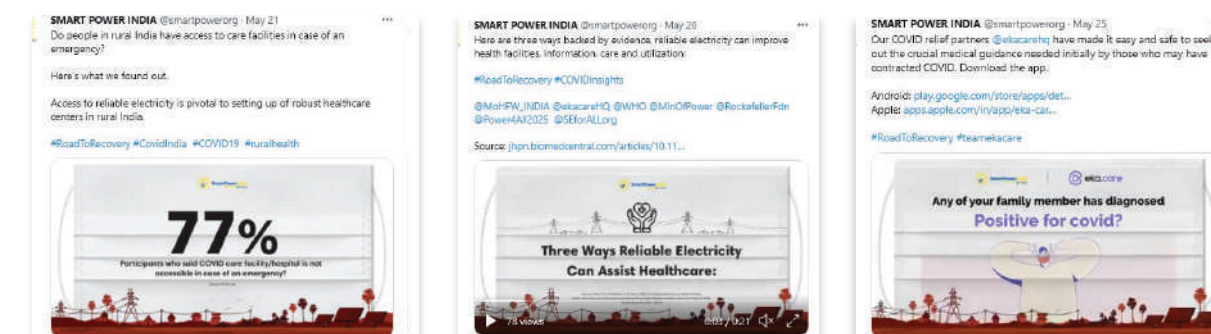 SMART POWER INDIA @smartpowerorg · May 21
Do people in rural India have access to care facilities in case of an
emergency?
Here's what we found out.
Access to reliable electricity is pivotal to setting up of robust healthcare
centers in rural India.
#RoadToRecovery #CovidIndia #COVID19 #ruralhealth
77%
Participants who said COVID care facility/hospital is not
accessible in case of an emergency?
SMART POWER INDIA @smartpowerorg · May 20
Here are three ways backed by evidence, reliable electricity can improve
health facilities, information, care and utilization:
#RoadToRecovery #COVIDInsights
@MoHFW_INDIA @ekacareHQ @WHO @MinOfPower @RockefellerFdn
@Power4All2025 @SEforALLorg
Source: jhpn.biomedcentral.com/articles/10.11...
Three Ways Reliable Electricity
Can Assist Healthcare:
78 views
0:03 / 0:21
SMART POWER INDIA @smartpowerorg · May 25
Our COVID relief partners @ekacarehq have made it easy and safe to seek
out the crucial medical guidance needed initially by those who may have
contracted COVID. Download the app.
Android: play.google.com/store/apps/det...
Apple: apps.apple.com/in/app/eka-car...
#RoadToRecovery #teamekacare
eka.care
Any of your family member has diagnosed
Positive for covid?